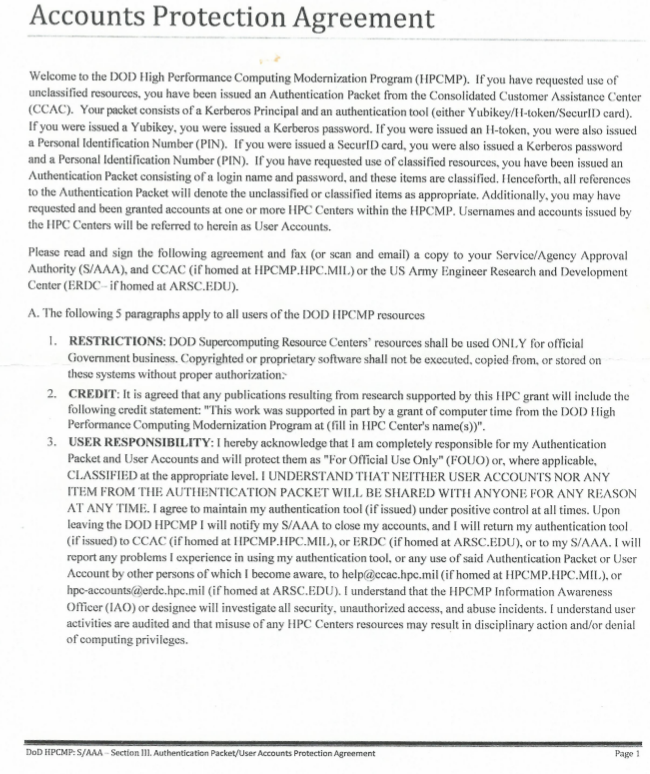 Accounts Protection Agreement
Welcome to the DOD High Performance Computing Modernization Program (HPCMP). If you have requested use of
unclassified resources, you have been issued an Authentication Packet from the Consolidated Customer Assistance Center
(CCAC). Your packet consists of a Kerberos Principal and an authentication tool (either Yubikey/H-token/SecurID card).
If you were issued a Yubikey, you were issued a Kerberos password. If you were issued an H-token, you were also issued
a Personal Identification Number (PIN). If you were issued a SecurID card, you were also issued a Kerberos password
and a Personal Identification Number (PIN). If you have requested use of classified resources, you have been issued an
Authentication Packet consisting of a login name and password, and these items are classified. Henceforth, all references
to the Authentication Packet will denote the unclassified or classified items as appropriate. Additionally, you may have
requested and been granted accounts at one or more HPC Centers within the HPCMP. Usernames and accounts issued by
the HPC Centers will be referred to herein as User Accounts.
Please read and sign the following agreement and fax (or scan and email) a copy to your Service/Agency Approval
Authority (S/AAA), and CCAC (if homed at HPCMP.HPC.MIL) or the US Army Engineer Research and Development
Center (ERDC - if homed at ARSC.EDU).
A. The following 5 paragraphs apply to all users of the DOD HPCMP resources
1. RESTRICTIONS: DOD Supercomputing Resource Centers' resources shall be used ONLY for official
Government business. Copyrighted or proprietary software shall not be executed, copied from, or stored on
these systems without proper authorization.
2. CREDIT: It is agreed that any publications resulting from research supported by this HPC grant will include the
following credit statement: "This work was supported in part by a grant of computer time from the DOD High
Performance Computing Modernization Program at (fill in HPC Center's name(s))".
3. USER RESPONSIBILITY: I hereby acknowledge that I am completely responsible for my Authentication
Packet and User Accounts and will protect them as "For Official Use Only" (FOUO) or, where applicable,
CLASSIFIED at the appropriate level. I UNDERSTAND THAT NEITHER USER ACCOUNTS NOR ANY
ITEM FROM THE AUTHENTICATION PACKET WILL BE SHARED WITH ANYONE FOR ANY REASON
AT ANY TIME. I agree to maintain my authentication tool (if issued) under positive control at all times. Upon
leaving the DOD HPCMP I will notify my S/AAA to close my accounts, and I will return my authentication tool
(if issued) to CCAC (if homed at HPCMP.HPC.MIL), or ERDC (if homed at ARSC.EDU), or to my S/AAA. I will
report any problems I experience in using my authentication tool, or any use of said Authentication Packet or User
Account by other persons of which I become aware, to help@ccac.hpc.mil (if homed at HPCMP.HPC.MIL), or
hpc-accounts@erdc.hpc.mil (if homed at ARSC.EDU). I understand that the HPCMP Information Awareness
Officer (IAO) or designee will investigate all security, unauthorized access, and abuse incidents. I understand user
activities are audited and that misuse of any HPC Centers resources may result in disciplinary action and/or denial
of computing privileges.
DoD HPCMP: S/AAA - Section III. Authentication Packet/User Accounts Protection Agreement Page 1